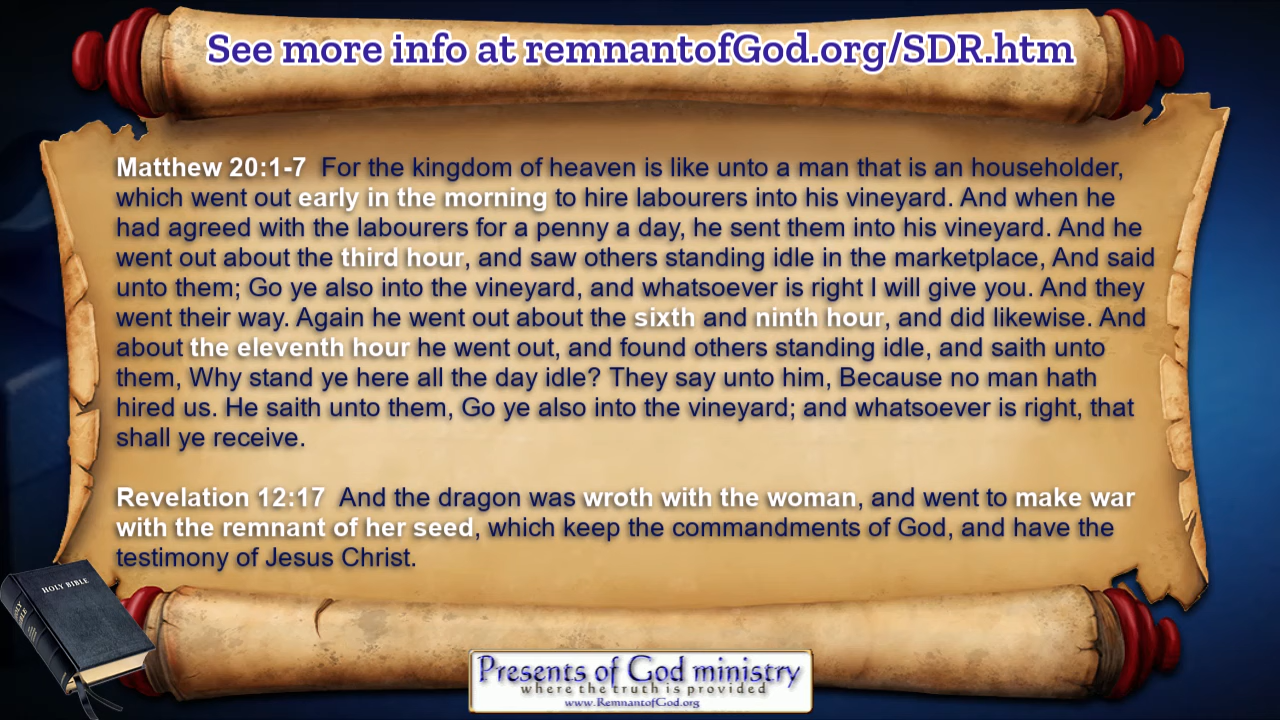 See more info at remnantofGod.org/SDR.htm
Matthew 20:1-7 For the kingdom of heaven is like unto a man that is an householder,
which went out early in the morning to hire labourers into his vineyard. And when he
had agreed with the labourers for a penny a day, he sent them into his vineyard. And he
went out about the third hour, and saw others standing idle in the marketplace, And said
unto them; Go ye also into the vineyard, and whatsoever is right I will give you. And they
went their way. Again he went out about the sixth and ninth hour, and did likewise. And
about the eleventh hour he went out, and found others standing idle, and saith unto
them, Why stand ye here all the day idle? They say unto him, Because no man hath
hired us. He saith unto them, Go ye also into the vineyard; and whatsoever is right, that
shall ye receive.
Revelation 12:17 And the dragon was wroth with the woman, and went to make war
with the remnant of her seed, which keep the commandments of God, and have the
testimony of Jesus Christ.
HOLY BIBLE
HOLY BIBLE
Presents of God ministry
where the truth is provided
www.RemnantofGod.org